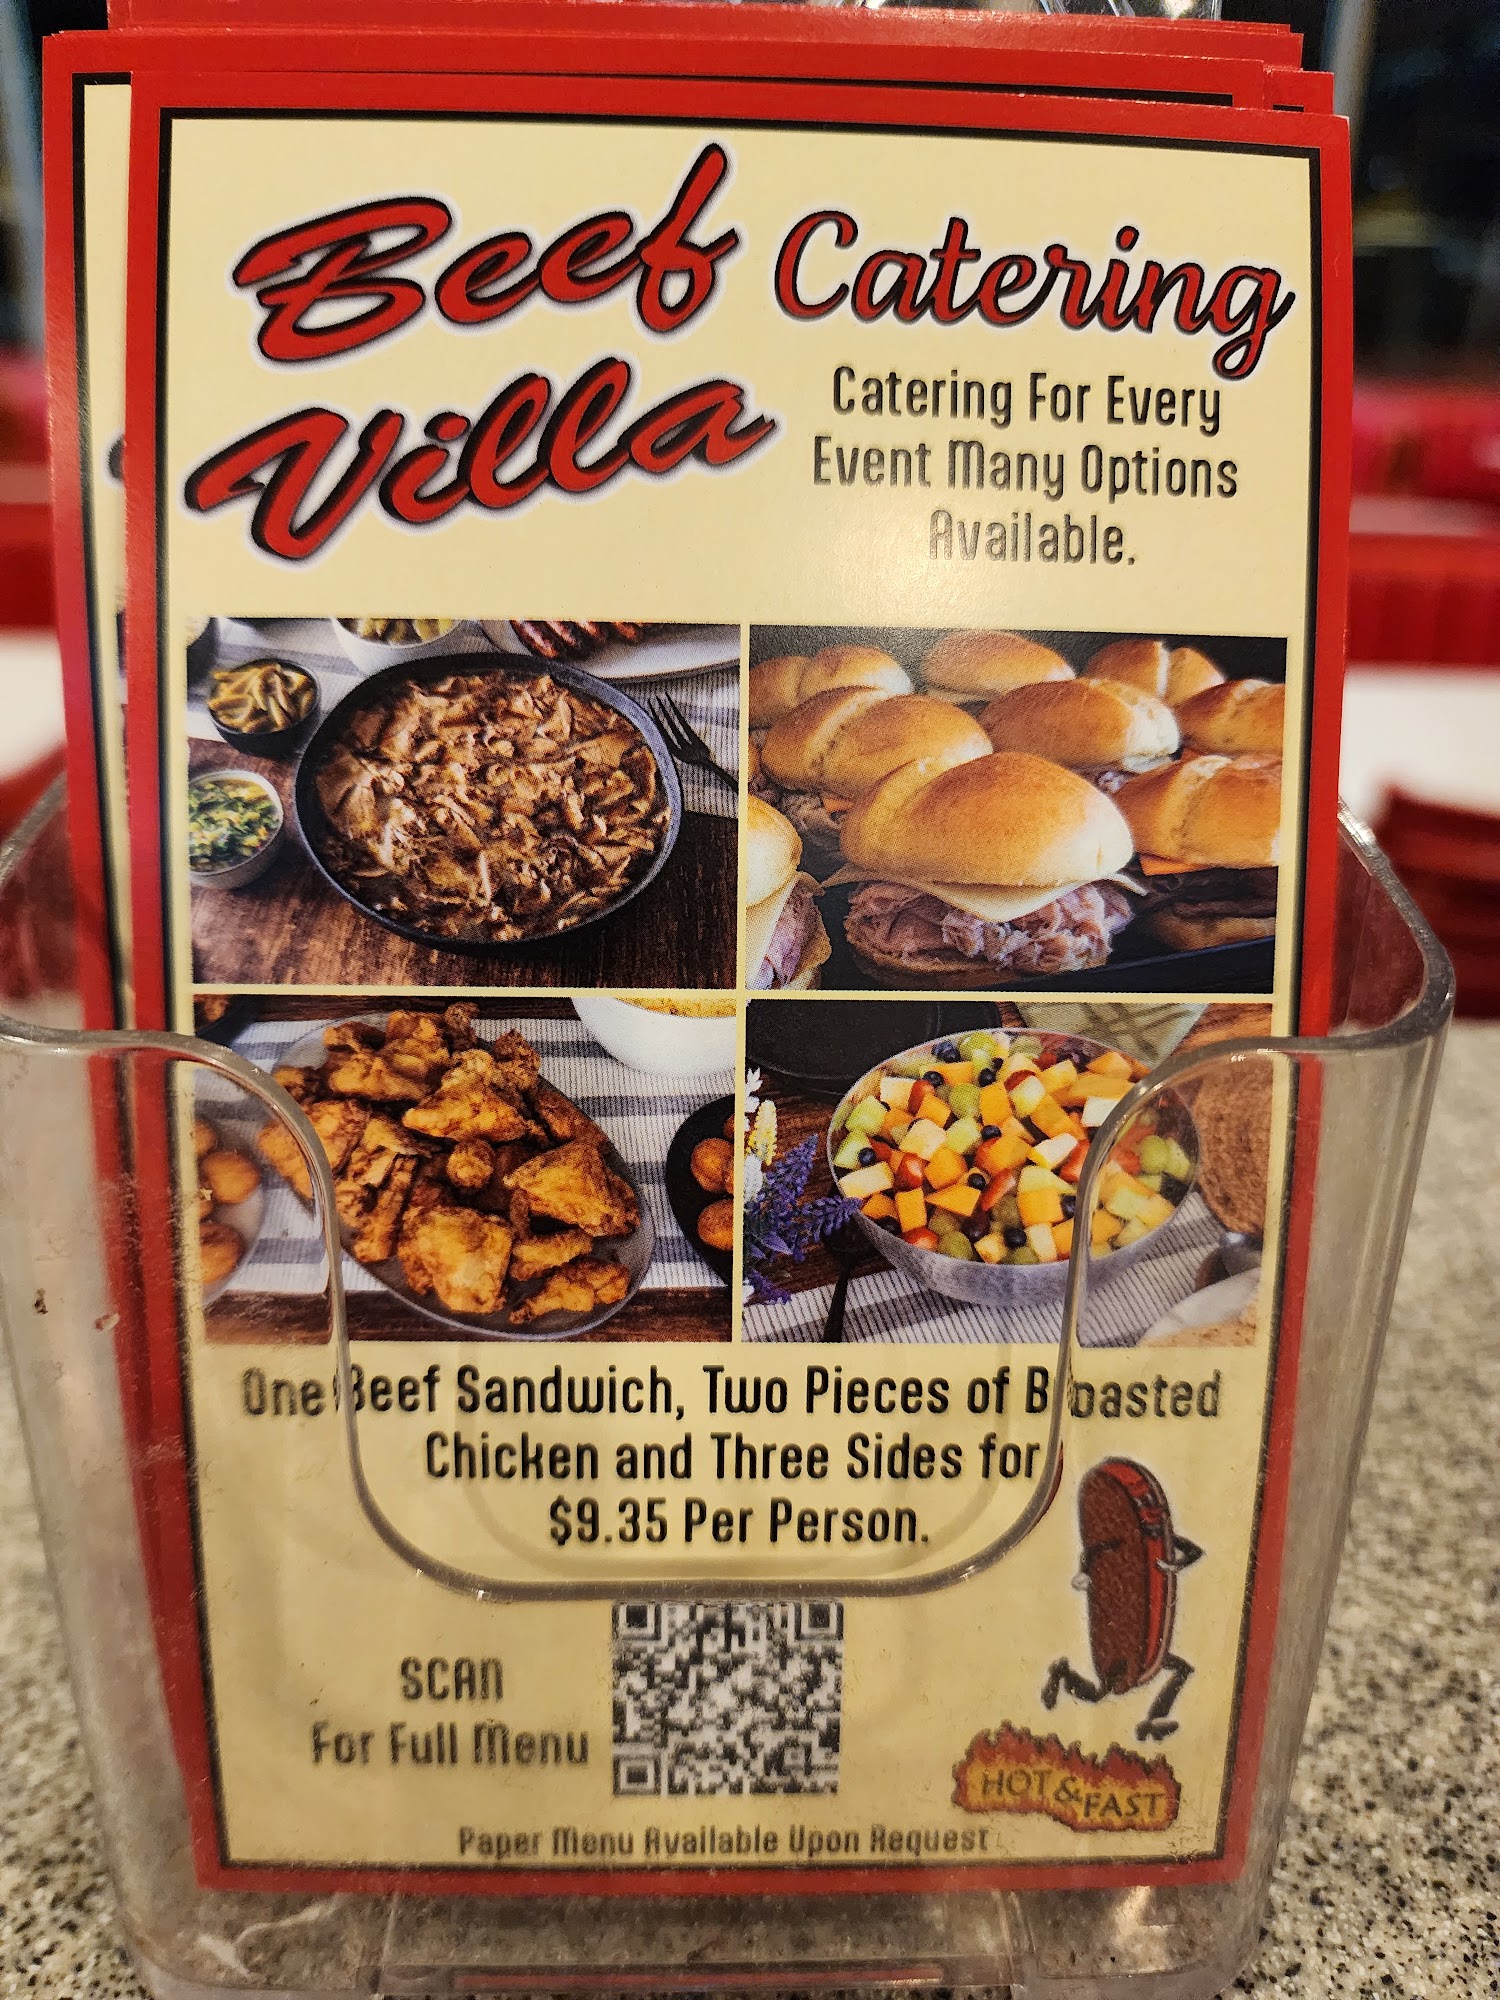 Beef
Villa
Catering
Catering For Every
Event Many Options
Available.
One Beef Sandwich, Two Pieces of Broasted
Chicken and Three Sides for
$9.35 Per Person.
SCAN
For Full Menu
HOT & FAST
Paper Menu Available Upon Request